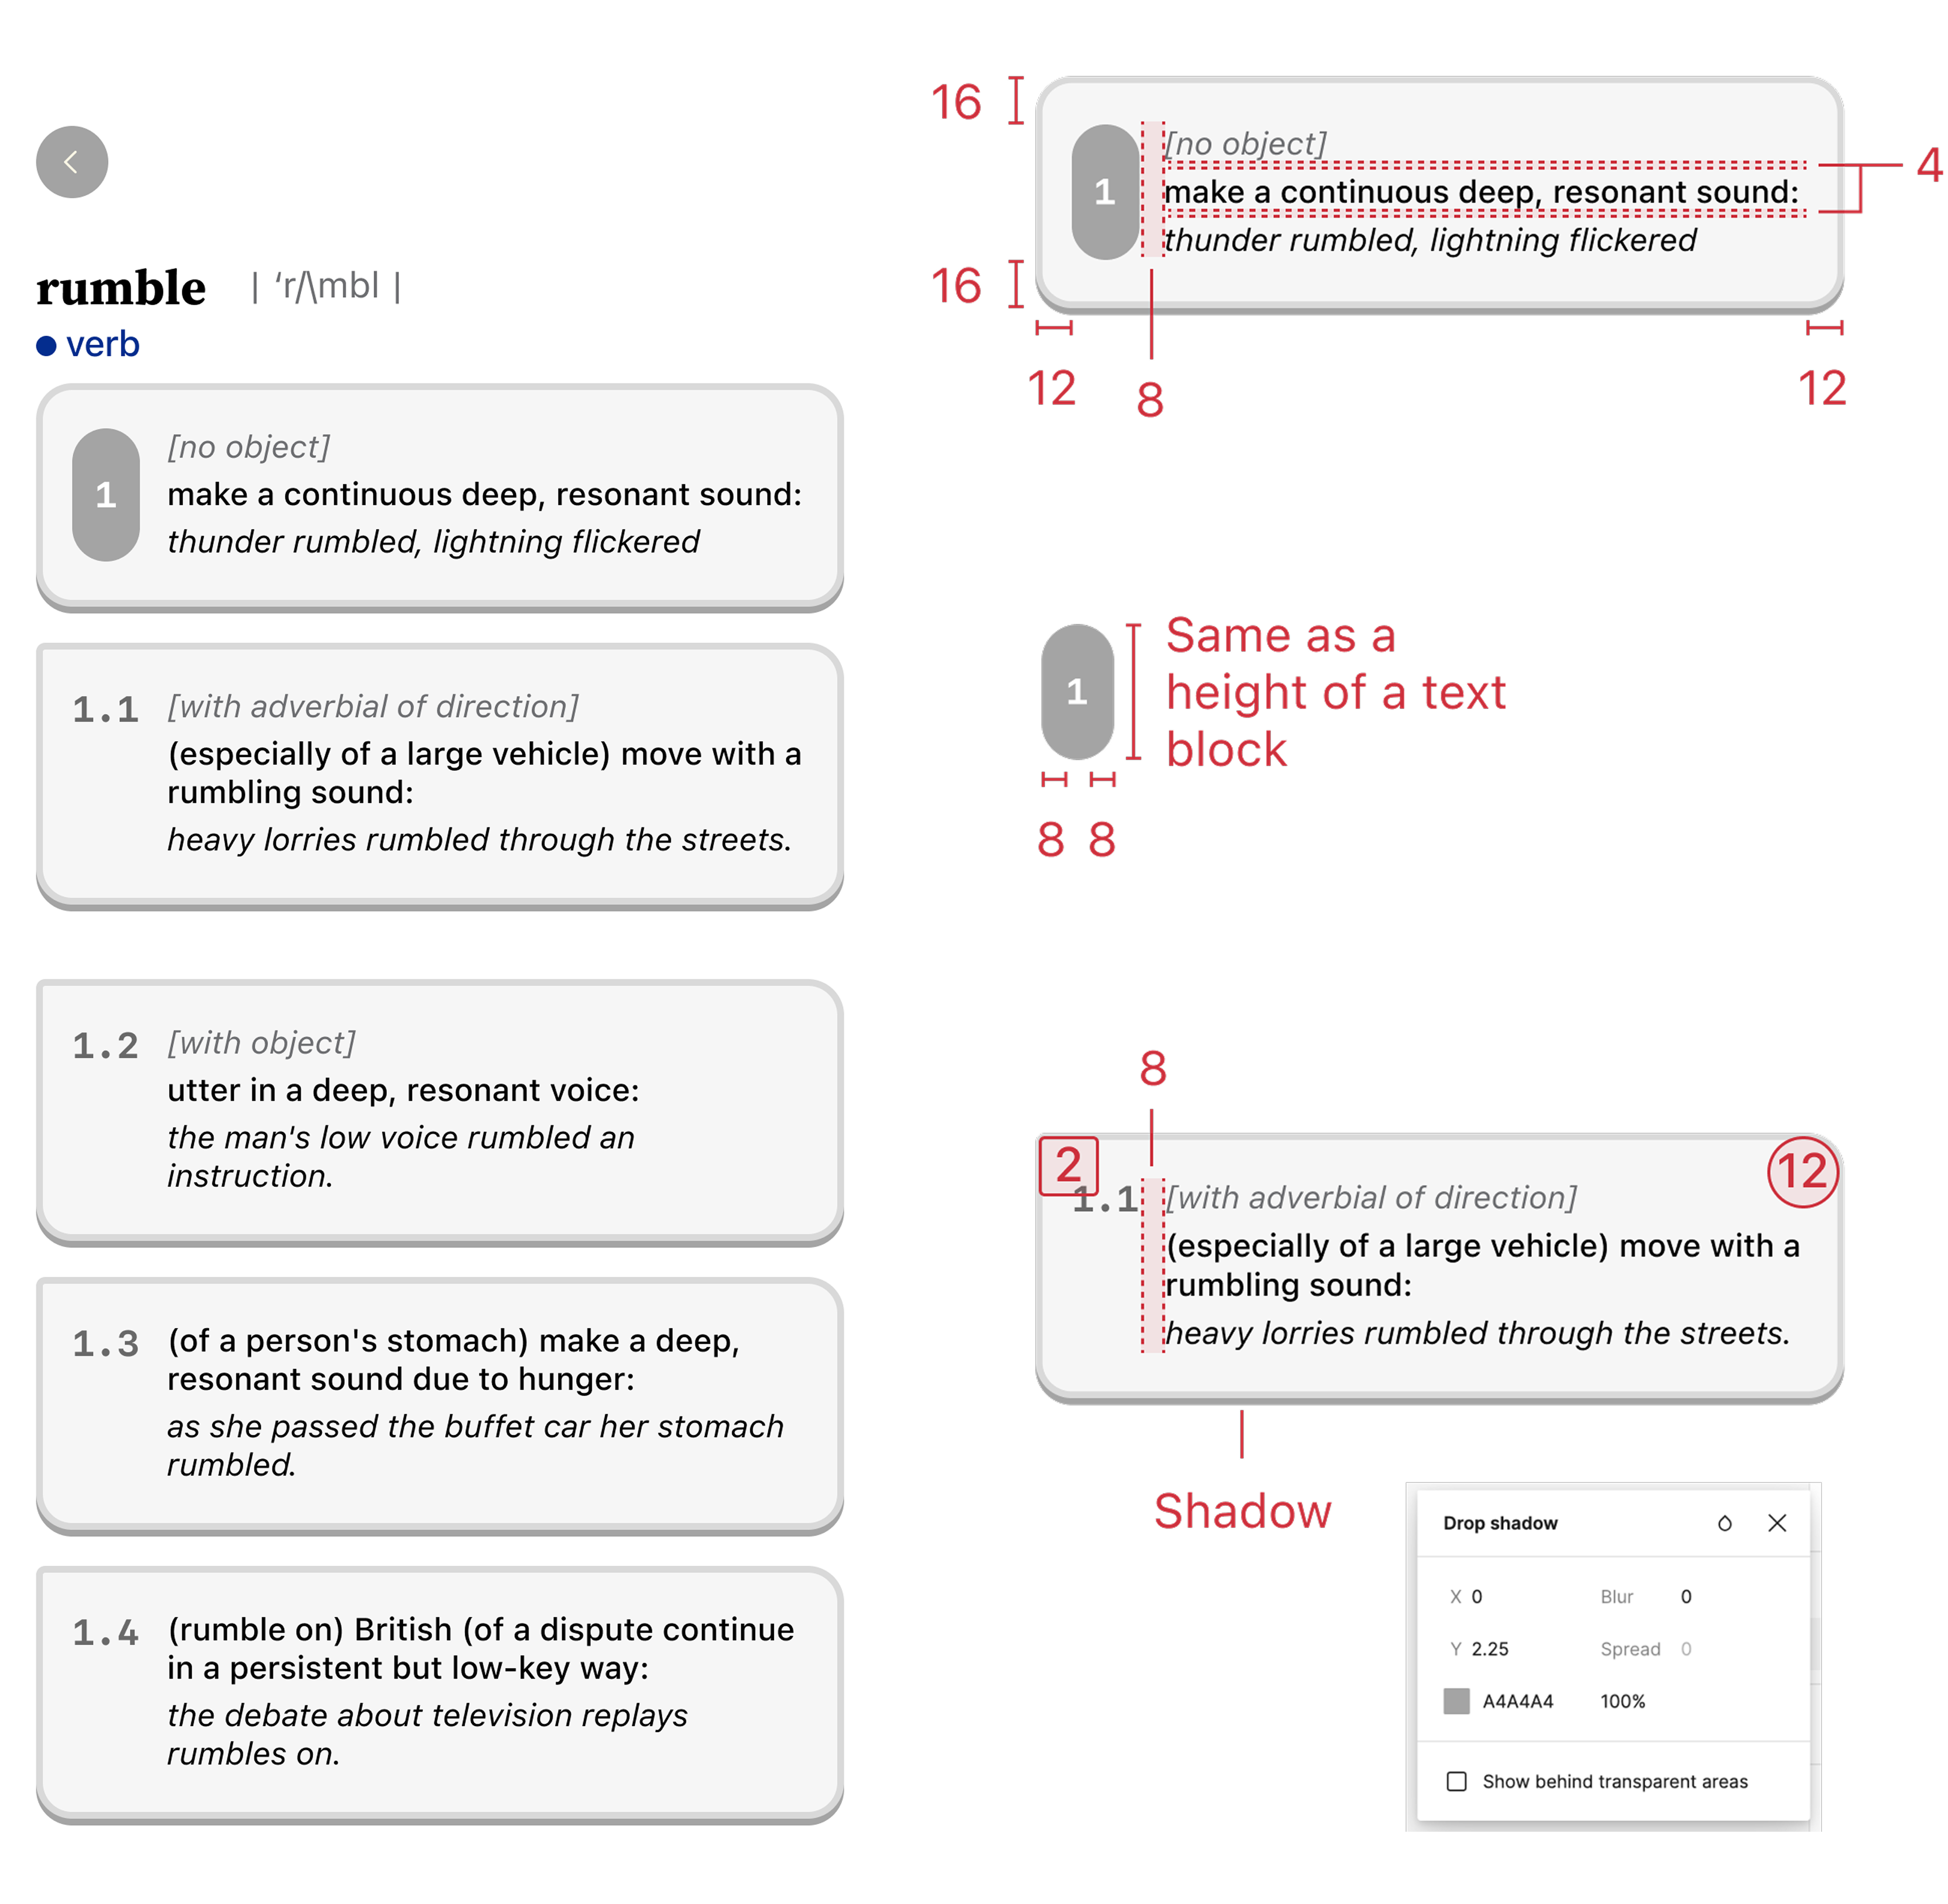 rumble | ‘r/\mbl |
verb
1
[no object]
make a continuous deep, resonant sound:
thunder rumbled, lightning flickered
1.1
[with adverbial of direction]
(especially of a large vehicle) move with a
rumbling sound:
heavy lorries rumbled through the streets.
1.2
[with object]
utter in a deep, resonant voice:
the man's low voice rumbled an
instruction.
1.3
(of a person's stomach) make a deep,
resonant sound due to hunger:
as she passed the buffet car her stomach
rumbled.
1.4
(rumble on) British (of a dispute continue
in a persistent but low-key way:
the debate about television replays
rumbles on.
16
1
[no object]
make a continuous deep, resonant sound:
thunder rumbled, lightning flickered
4
16
12
8
12
1
Same as a
height of a text
block
8 8
8
2
12
1.1
[with adverbial of direction]
(especially of a large vehicle) move with a
rumbling sound:
heavy lorries rumbled through the streets.
Shadow
Drop shadow
X 0 Blur 0
Y 2.25 Spread 0
A4A4A4 100%
Show behind transparent areas